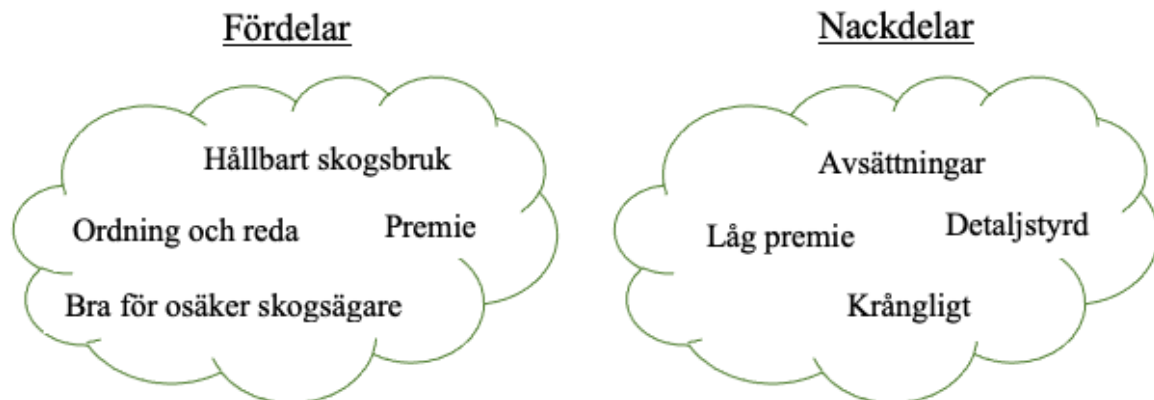 Fördelar
Hållbart skogsbruk
Ordning och reda
Premie
Bra för osäker skogsägare
Nackdelar
Avsättningar
Låg premie
Detaljstyrd
Krångligt